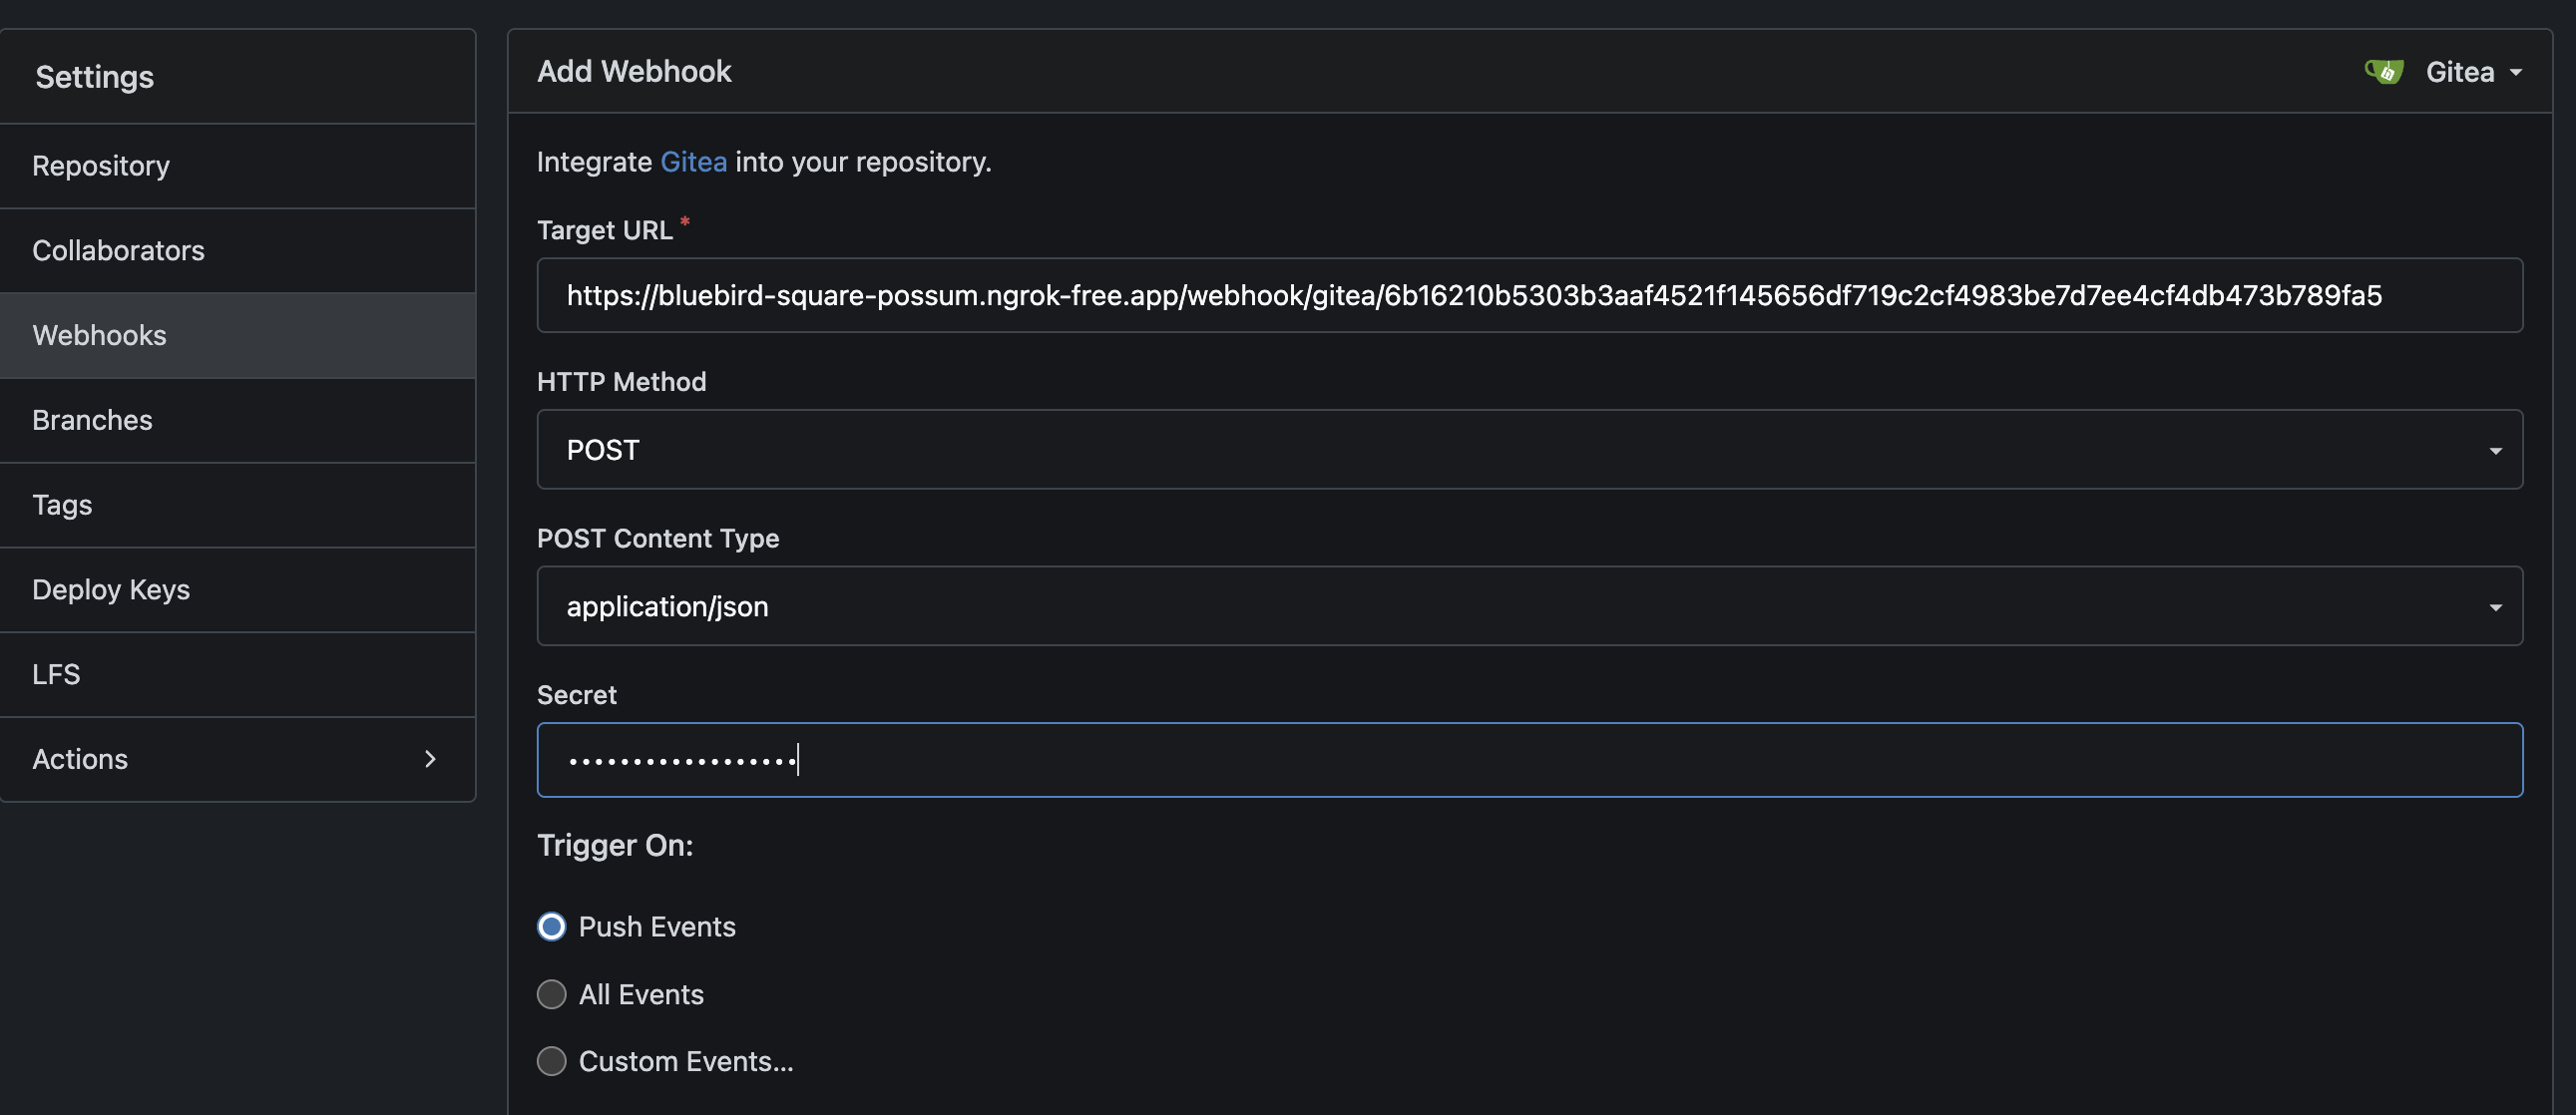 Settings
Repository
Collaborators
Webhooks
Branches
Tags
Deploy Keys
LFS
Actions
Add Webhook
Gitea
Integrate Gitea into your repository.
Target URL *
https://bluebird-square-possum.ngrok-free.app/webhook/gitea/6b16210b5303b3aaf4521f145656df719c2cf4983be7d7ee4cf4db473b789fa5
HTTP Method
POST
POST Content Type
application/json
Secret
••••••••••••••••••
Trigger On:
Push Events
All Events
Custom Events...